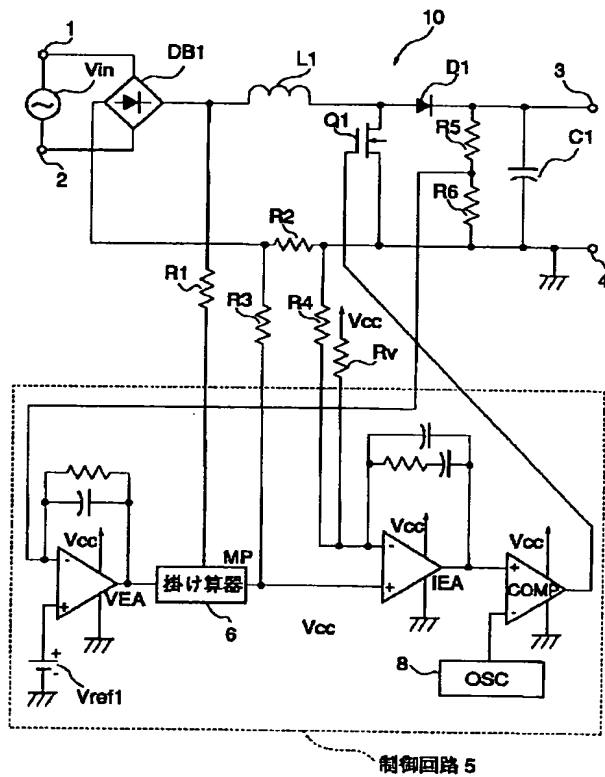 1
10
Vin
DB1
L1
D1
3
Q1
R5
C1
2
R6
R2
4
R1
R3
R4
Vcc
Rv
Vcc
Vcc
Vcc
-
+
VEA
MP
掛け算器
6
-
+
IEA
+
COMP
-
Vcc
8
OSC
+
-
Vref1
制御回路 5